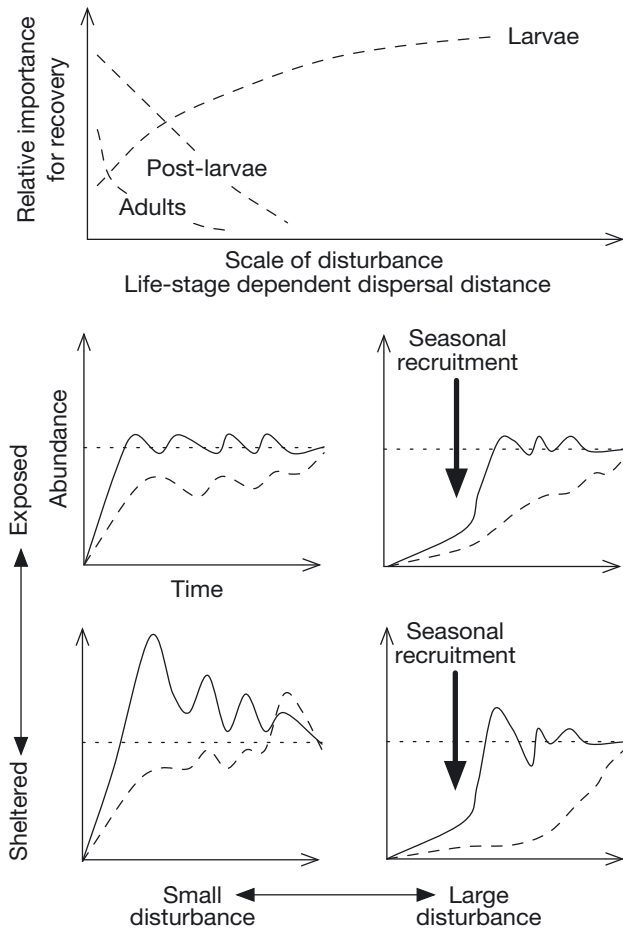 Relative importance
for recovery
Larvae
Post-larvae
Adults
Scale of disturbance
Life-stage dependent dispersal distance
Exposed
Sheltered
Abundance
Time
Seasonal
recruitment
Seasonal
recruitment
Small
disturbance
Large
disturbance